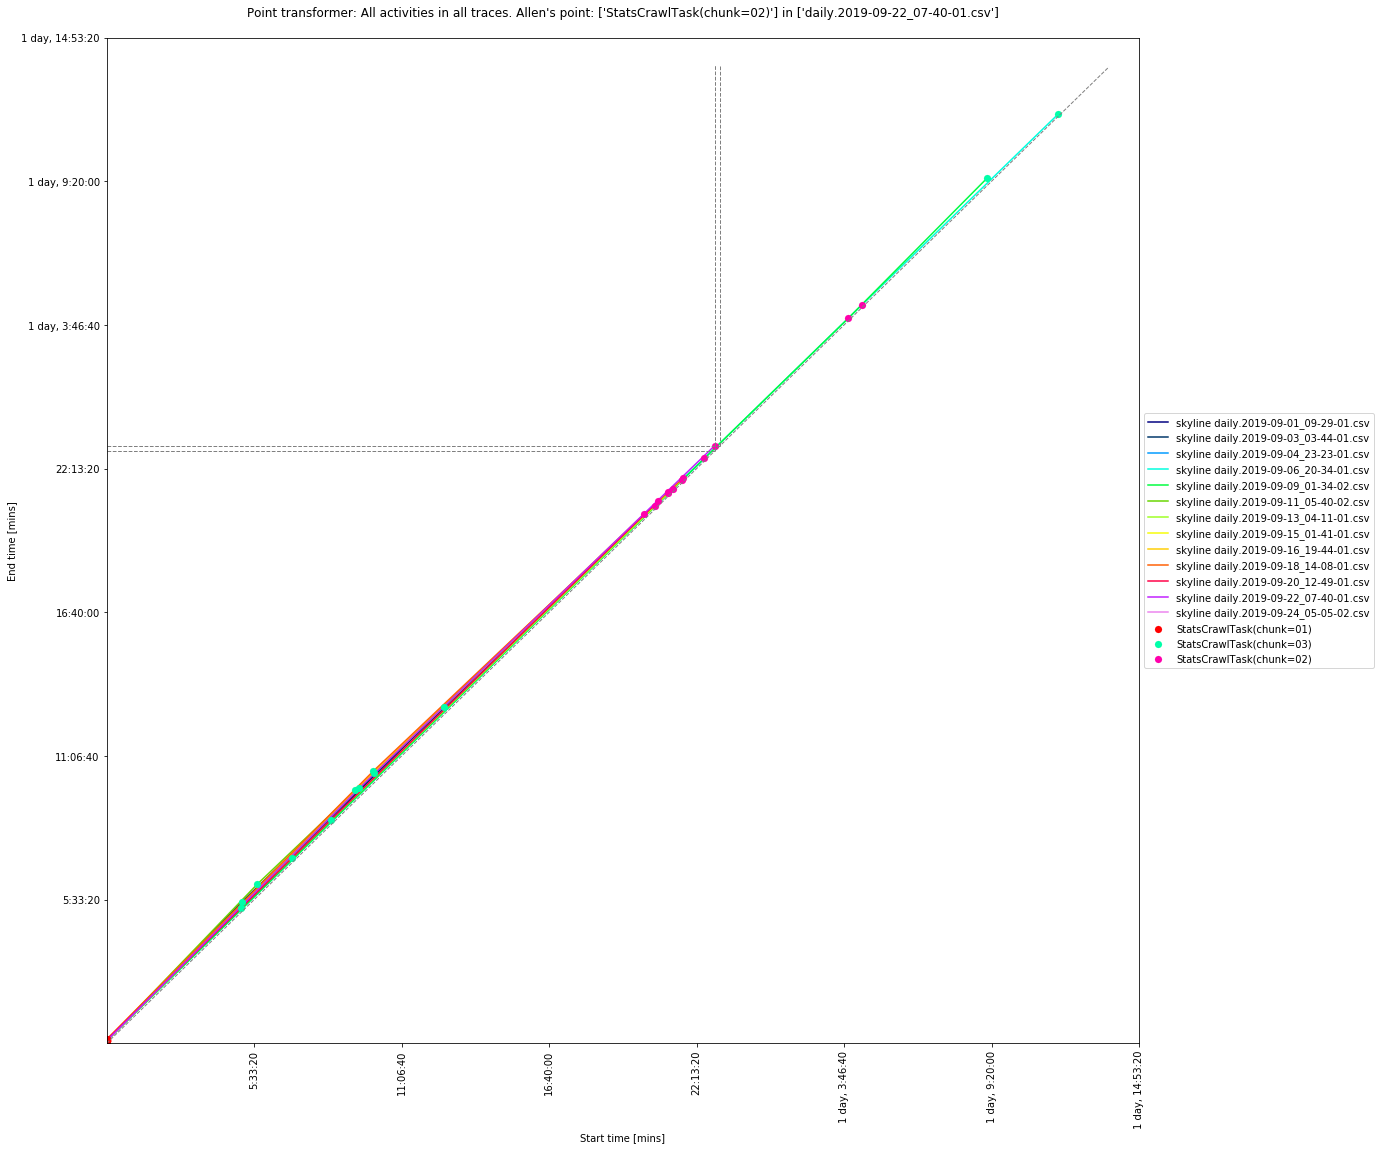 Point transformer: All activities in all traces. Allen's point: ['StatsCrawlTask(chunk=02)'] in ['daily.2019-09-22_07-40-01.csv']
1 day, 14:53:20
1 day, 9:20:00
1 day, 3:46:40
22:13:20
16:40:00
11:06:40
5:33:20
End time [mins]
skyline daily.2019-09-01_09-29-01.csv
skyline daily.2019-09-03_03-44-01.csv
skyline daily.2019-09-04_23-23-01.csv
skyline daily.2019-09-06_20-34-01.csv
skyline daily.2019-09-09_01-34-02.csv
skyline daily.2019-09-11_05-40-02.csv
skyline daily.2019-09-13_04-11-01.csv
skyline daily.2019-09-15_01-41-01.csv
skyline daily.2019-09-16_19-44-01.csv
skyline daily.2019-09-18_14-08-01.csv
skyline daily.2019-09-20_12-49-01.csv
skyline daily.2019-09-22_07-40-01.csv
skyline daily.2019-09-24_05-05-02.csv
StatsCrawlTask(chunk=01)
StatsCrawlTask(chunk=03)
StatsCrawlTask(chunk=02)
5:33:20
11:06:40
16:40:00
22:13:20
1 day, 3:46:40
1 day, 9:20:00
1 day, 14:53:20
Start time [mins]